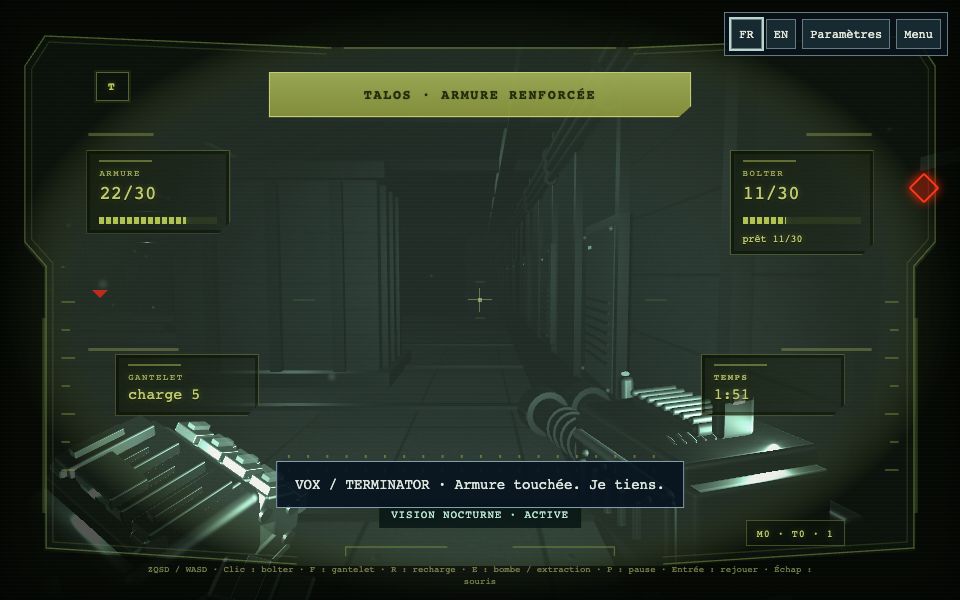 FR EN Paramètres Menu
T
TALOS · ARMURE RENFORCÉE
ARMURE
22/30
BOLTER
11/30
prêt 11/30
GANTELET
charge 5
TEMPS
1:51
VOX / TERMINATOR · Armure touchée. Je tiens.
VISION NOCTURNE · ACTIVE
M0 · T0 · 1
ZQSD / WASD · Clic : bolter · F : gantelet · R : recharge · E : bombe / extraction · P : pause · Entrée : rejouer · Échap :
souris